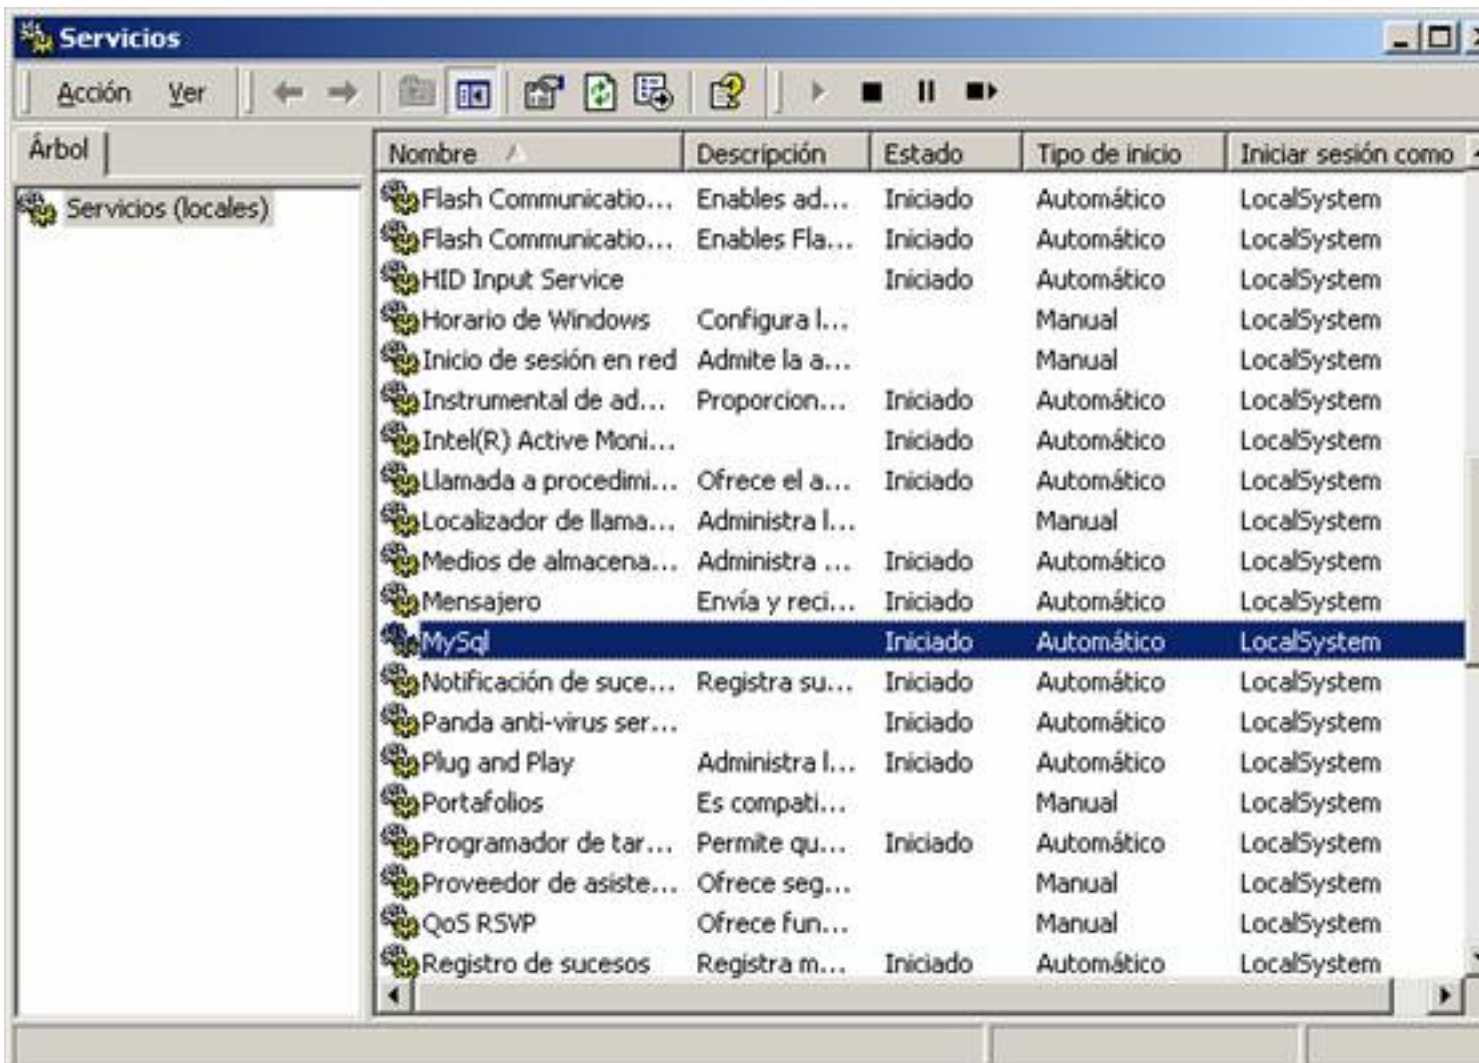 Servicios
Acción Ver
Árbol
Servicios (locales)
Nombre Descripción Estado Tipo de inicio Iniciar sesión como
Flash Communicatio... Enables ad... Iniciado Automático LocalSystem
Flash Communicatio... Enables Fla... Iniciado Automático LocalSystem
HID Input Service Iniciado Automático LocalSystem
Horario de Windows Configura l... Manual LocalSystem
Inicio de sesión en red Admite la a... Manual LocalSystem
Instrumental de ad... Proporcion... Iniciado Automático LocalSystem
Intel(R) Active Moni... Iniciado Automático LocalSystem
Llamada a procedimi... Ofrece el a... Iniciado Automático LocalSystem
Localizador de llama... Administra l... Manual LocalSystem
Medios de almacena... Administra ... Iniciado Automático LocalSystem
Mensajero Envía y reci... Iniciado Automático LocalSystem
MySql Iniciado Automático LocalSystem
Notificación de suce... Registra su... Iniciado Automático LocalSystem
Panda anti-virus ser... Iniciado Automático LocalSystem
Plug and Play Administra l... Iniciado Automático LocalSystem
Portafolios Es compati... Manual LocalSystem
Programador de tar... Permite qu... Iniciado Automático LocalSystem
Proveedor de asiste... Ofrece seg... Manual LocalSystem
QoS RSVP Ofrece fun... Manual LocalSystem
Registro de sucesos Registra m... Iniciado Automático LocalSystem